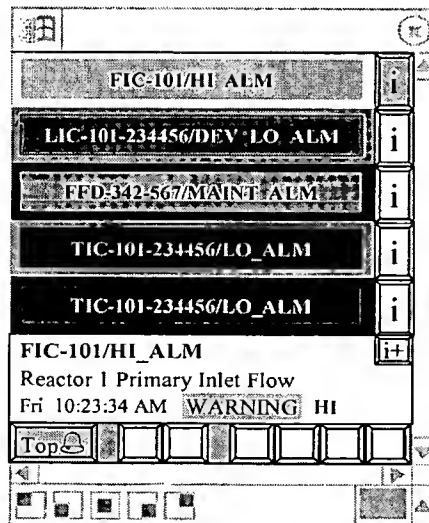 FIC-101/HI ALM
i
LIC-101-234456/DEV LO ALM
i
FFD-342-567/MAINT ALM
i
TIC-101-234456/LO_ALM
i
TIC-101-234456/LO_ALM
i
FIC-101/HI_ALM
i+
Reactor 1 Primary Inlet Flow
Fri 10:23:34 AM WARNING HI
Top